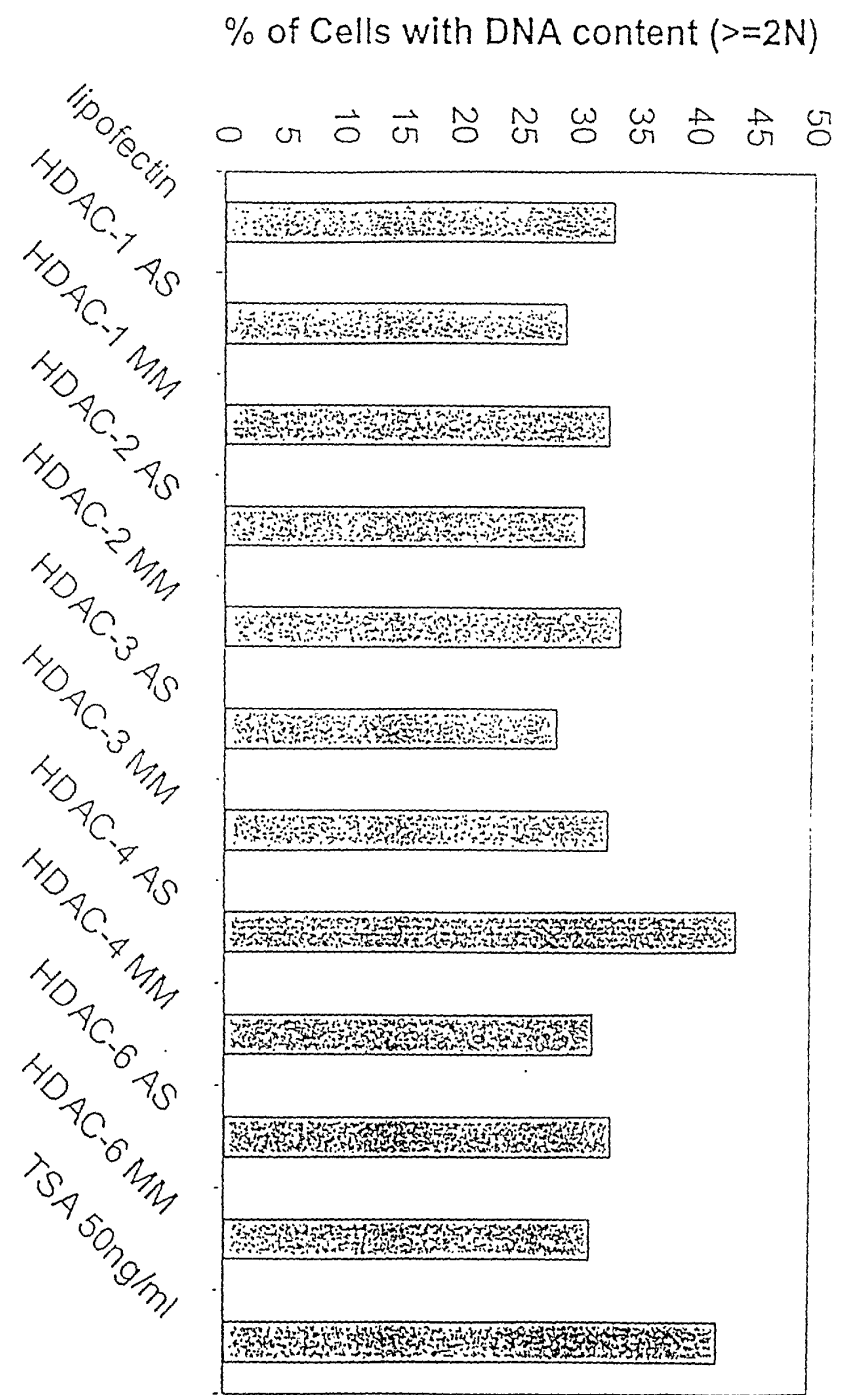 % of Cells with DNA content (>=2N)
0
5
10
15
20
25
30
35
40
45
50
lipofectin
HDAC-1 AS
HDAC-1 MM
HDAC-2 AS
HDAC-2 MM
HDAC-3 AS
HDAC-3 MM
HDAC-4 AS
HDAC-4 MM
HDAC-6 AS
HDAC-6 MM
TSA 50ng/ml